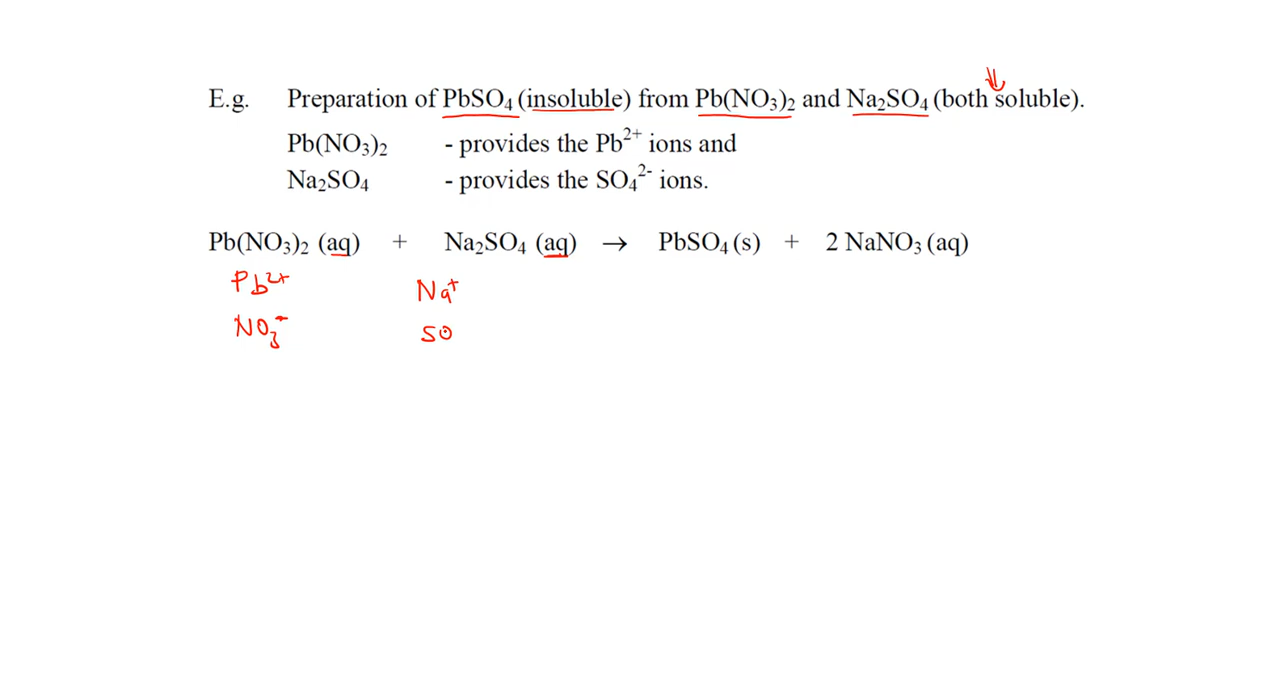 E.g. Preparation of PbSO₄ (insoluble) from Pb(NO₃)₂ and Na₂SO₄ (both soluble).
Pb(NO₃)₂ - provides the Pb²⁺ ions and
Na₂SO₄ - provides the SO₄²⁻ ions.
Pb(NO₃)₂ (aq) + Na₂SO₄ (aq) → PbSO₄ (s) + 2 NaNO₃ (aq)
Pb²⁺ Na⁺
NO₃⁻ SO